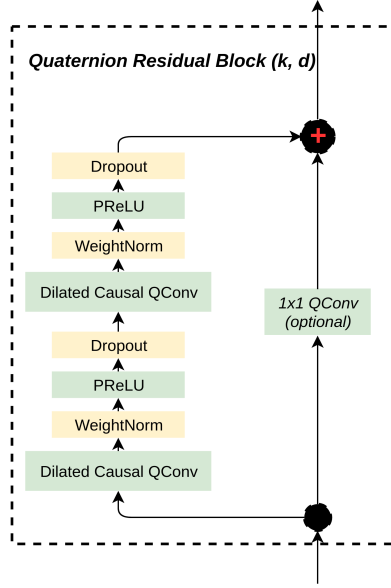 Quaternion Residual Block (k, d)
+
Dropout
PReLU
WeightNorm
Dilated Causal QConv
Dropout
PReLU
WeightNorm
Dilated Causal QConv
1x1 QConv
(optional)